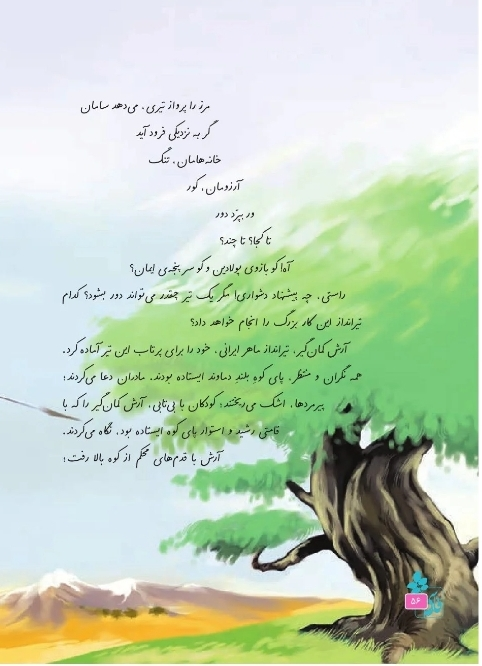 مرز را پرواز تیری، می‌دهد سامان
گر به نزدیکی فرود آید
خانه‌هامان، تنگ
آرزومان، کور
ور بپرد دور
تا کجا؟ تا چند؟
آه! کو بازوی پولادین و کو سر پنجه‌ی ایمان؟
راستی، چه پیشنهاد دشواری! مگر یک تیر چقدر می‌تواند دور بشود؟ کدام
تیرانداز این کار بزرگ را انجام خواهد داد؟
آرش کمان‌گیر، تیرانداز ماهر ایرانی، خود را برای پرتاب این تیر آماده کرد.
همه نگران و منتظر، پای کوه بلند دماوند ایستاده بودند. مادران دعا می‌کردند؛
پیرمردها، اشک می‌ریختند؛ کودکان با بی‌تابی، آرش کمان‌گیر را که با
قامتی رشید و استوار پای کوه ایستاده بود، نگاه می‌کردند.
آرش با قدم‌های محکم از کوه بالا رفت؛
۵۶